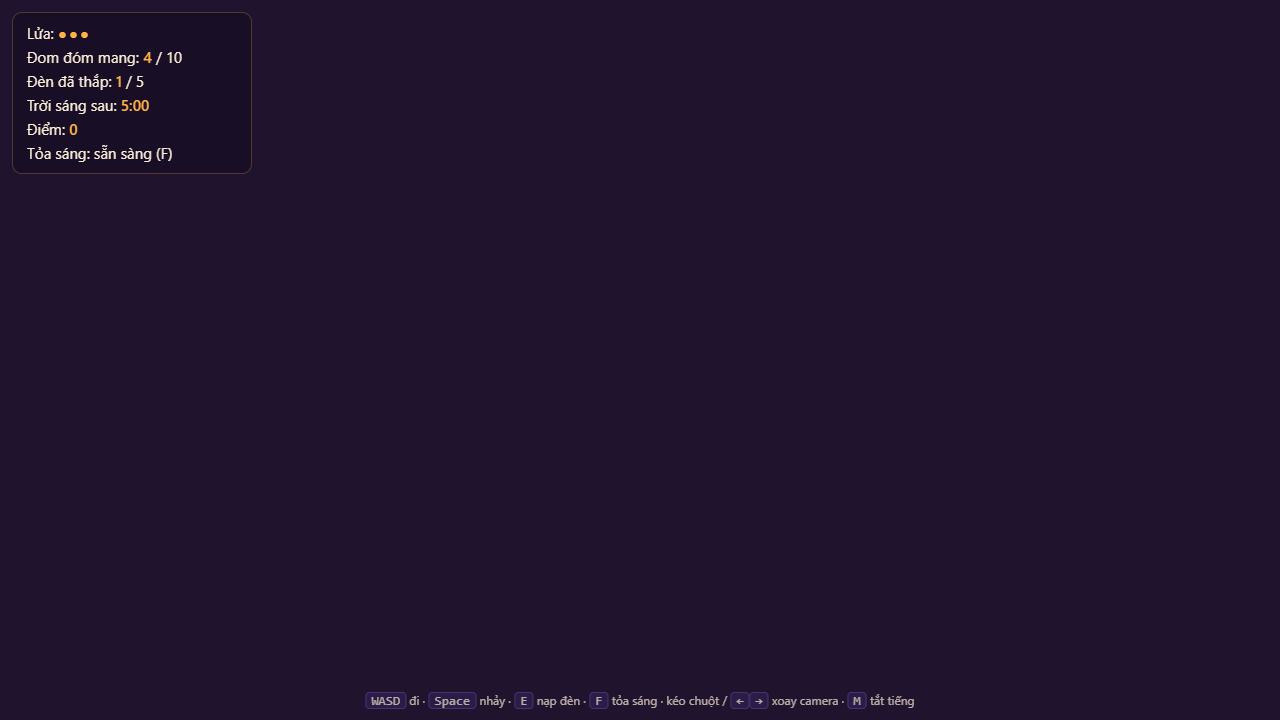 Lửa: ●●●
Đom đóm mang: 4 / 10
Đèn đã thắp: 1 / 5
Trời sáng sau: 5:00
Điểm: 0
Tỏa sáng: sẵn sàng (F)
WASD đi · Space nhảy · E nạp đèn · F tỏa sáng · kéo chuột / ← → xoay camera · M tắt tiếng